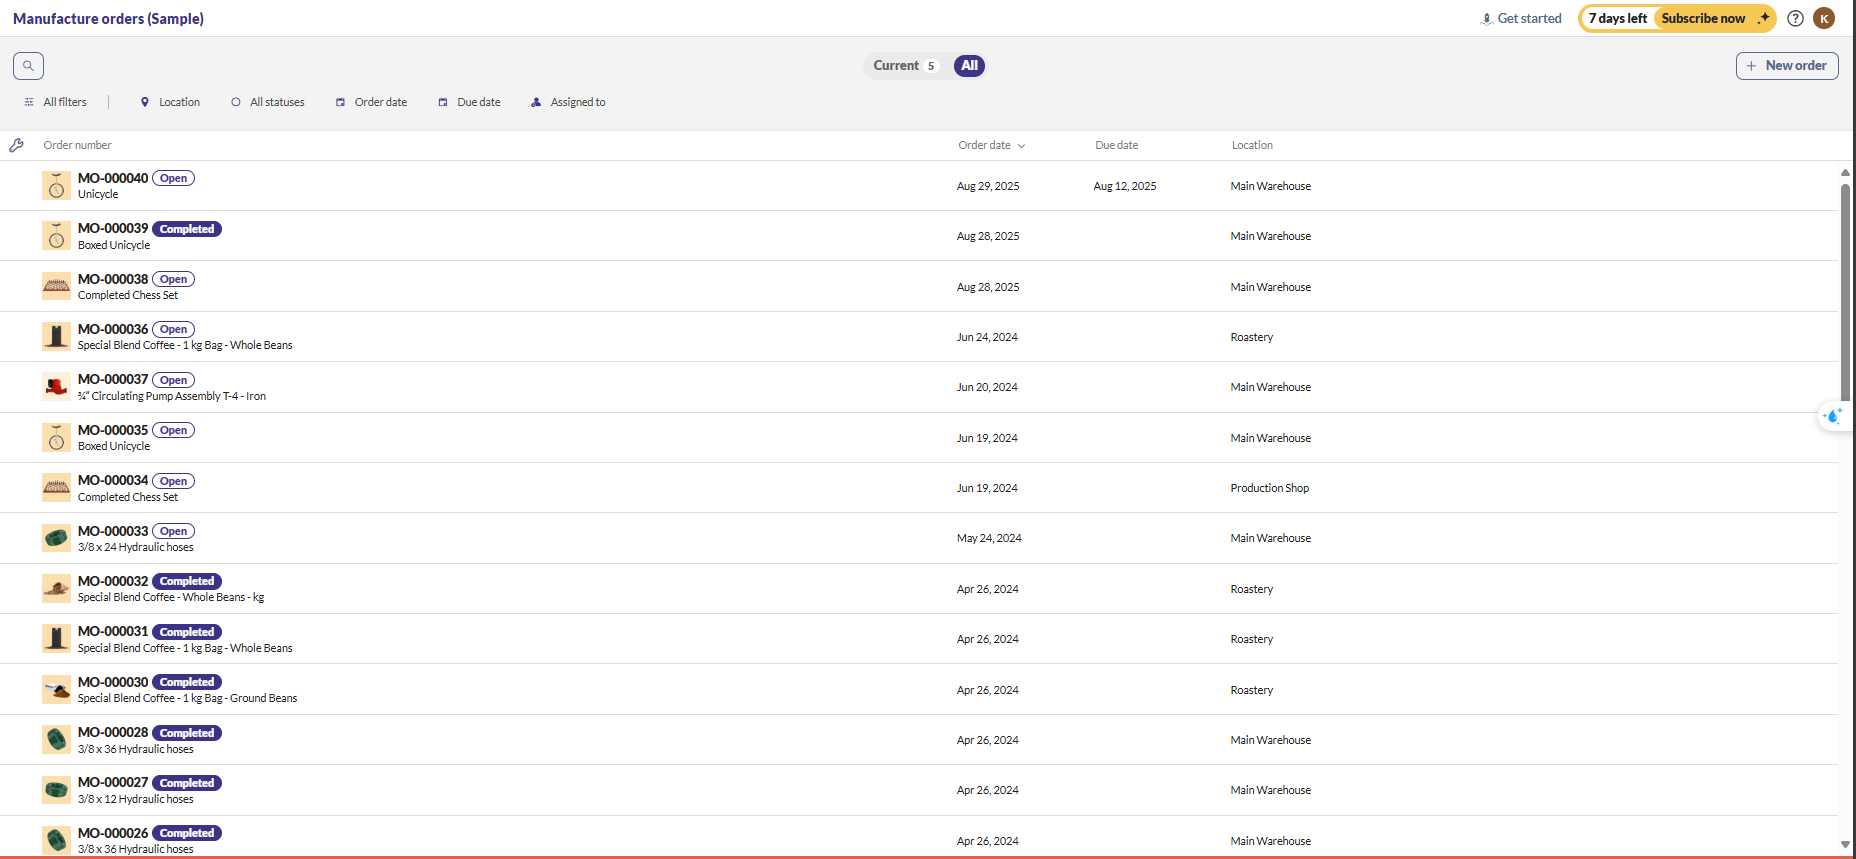 Manufacture orders (Sample)
Get started
7 days left Subscribe now
? K
Current 5 All
+ New order
All filters Location All statuses Order date Due date Assigned to
Order number Order date Due date Location
MO-000040 Open
Unicycle
Aug 29, 2025 Aug 12, 2025 Main Warehouse
MO-000039 Completed
Boxed Unicycle
Aug 28, 2025 Main Warehouse
MO-000038 Open
Completed Chess Set
Aug 28, 2025 Main Warehouse
MO-000036 Open
Special Blend Coffee - 1 kg Bag - Whole Beans
Jun 24, 2024 Roastery
MO-000037 Open
¾" Circulating Pump Assembly T-4 - Iron
Jun 20, 2024 Main Warehouse
MO-000035 Open
Boxed Unicycle
Jun 19, 2024 Main Warehouse
MO-000034 Open
Completed Chess Set
Jun 19, 2024 Production Shop
MO-000033 Open
3/8 x 24 Hydraulic hoses
May 24, 2024 Main Warehouse
MO-000032 Completed
Special Blend Coffee - Whole Beans - kg
Apr 26, 2024 Roastery
MO-000031 Completed
Special Blend Coffee - 1 kg Bag - Whole Beans
Apr 26, 2024 Roastery
MO-000030 Completed
Special Blend Coffee - 1 kg Bag - Ground Beans
Apr 26, 2024 Roastery
MO-000028 Completed
3/8 x 36 Hydraulic hoses
Apr 26, 2024 Main Warehouse
MO-000027 Completed
3/8 x 12 Hydraulic hoses
Apr 26, 2024 Main Warehouse
MO-000026 Completed
3/8 x 36 Hydraulic hoses
Apr 26, 2024 Main Warehouse